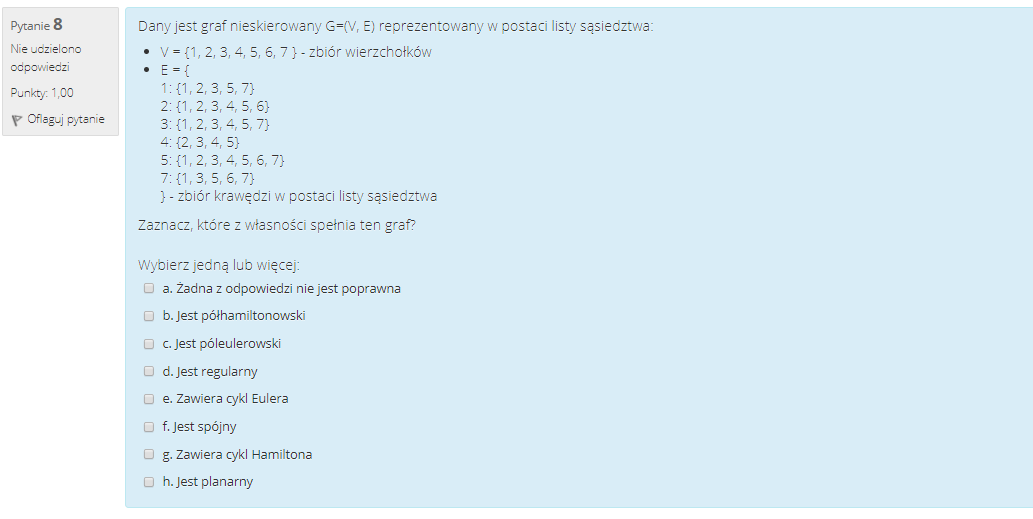 Pytanie 8
Nie udzielono
odpowiedzi
Punkty: 1,00
Oflaguj pytanie
Dany jest graf nieskierowany G=(V, E) reprezentowany w postaci listy sąsiedztwa:
• V = {1, 2, 3, 4, 5, 6, 7 } - zbiór wierzchołków
• E = {
1: {1, 2, 3, 5, 7}
2: {1, 2, 3, 4, 5, 6}
3: {1, 2, 3, 4, 5, 7}
4: {2, 3, 4, 5}
5: {1, 2, 3, 4, 5, 6, 7}
7: {1, 3, 5, 6, 7}
} - zbiór krawędzi w postaci listy sąsiedztwa
Zaznacz, które z własności spełnia ten graf?
Wybierz jedną lub więcej:
a. Żadna z odpowiedzi nie jest poprawna
b. Jest półhamiltonowski
c. Jest póleulerowski
d. Jest regularny
e. Zawiera cykl Eulera
f. Jest spójny
g. Zawiera cykl Hamiltona
h. Jest planarny